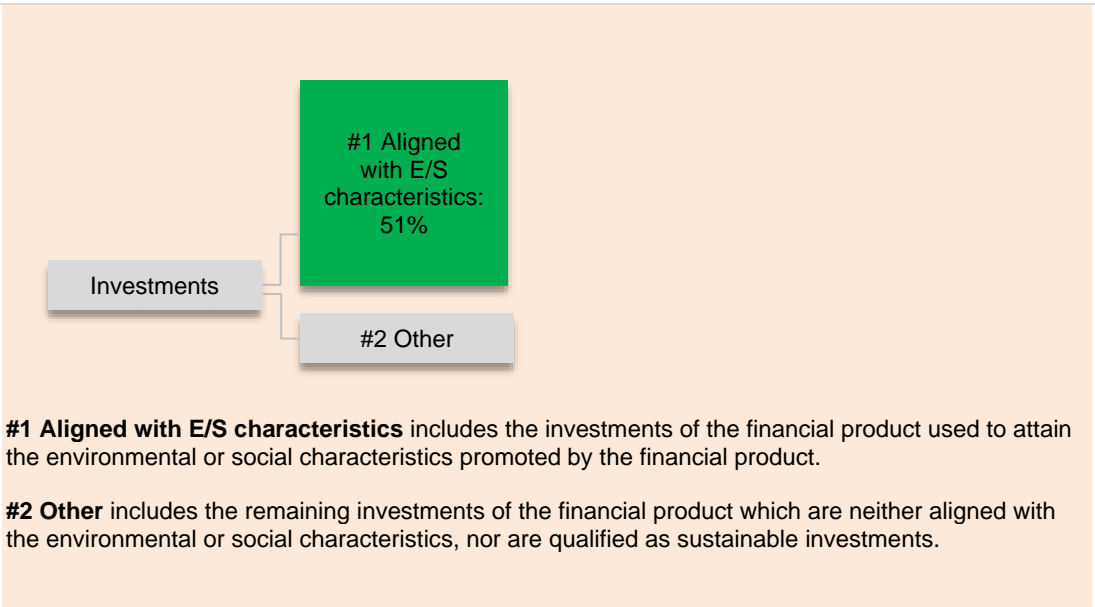 #1 Aligned
with E/S
characteristics:
51%
Investments
#2 Other
#1 Aligned with E/S characteristics includes the investments of the financial product used to attain
the environmental or social characteristics promoted by the financial product.
#2 Other includes the remaining investments of the financial product which are neither aligned with
the environmental or social characteristics, nor are qualified as sustainable investments.